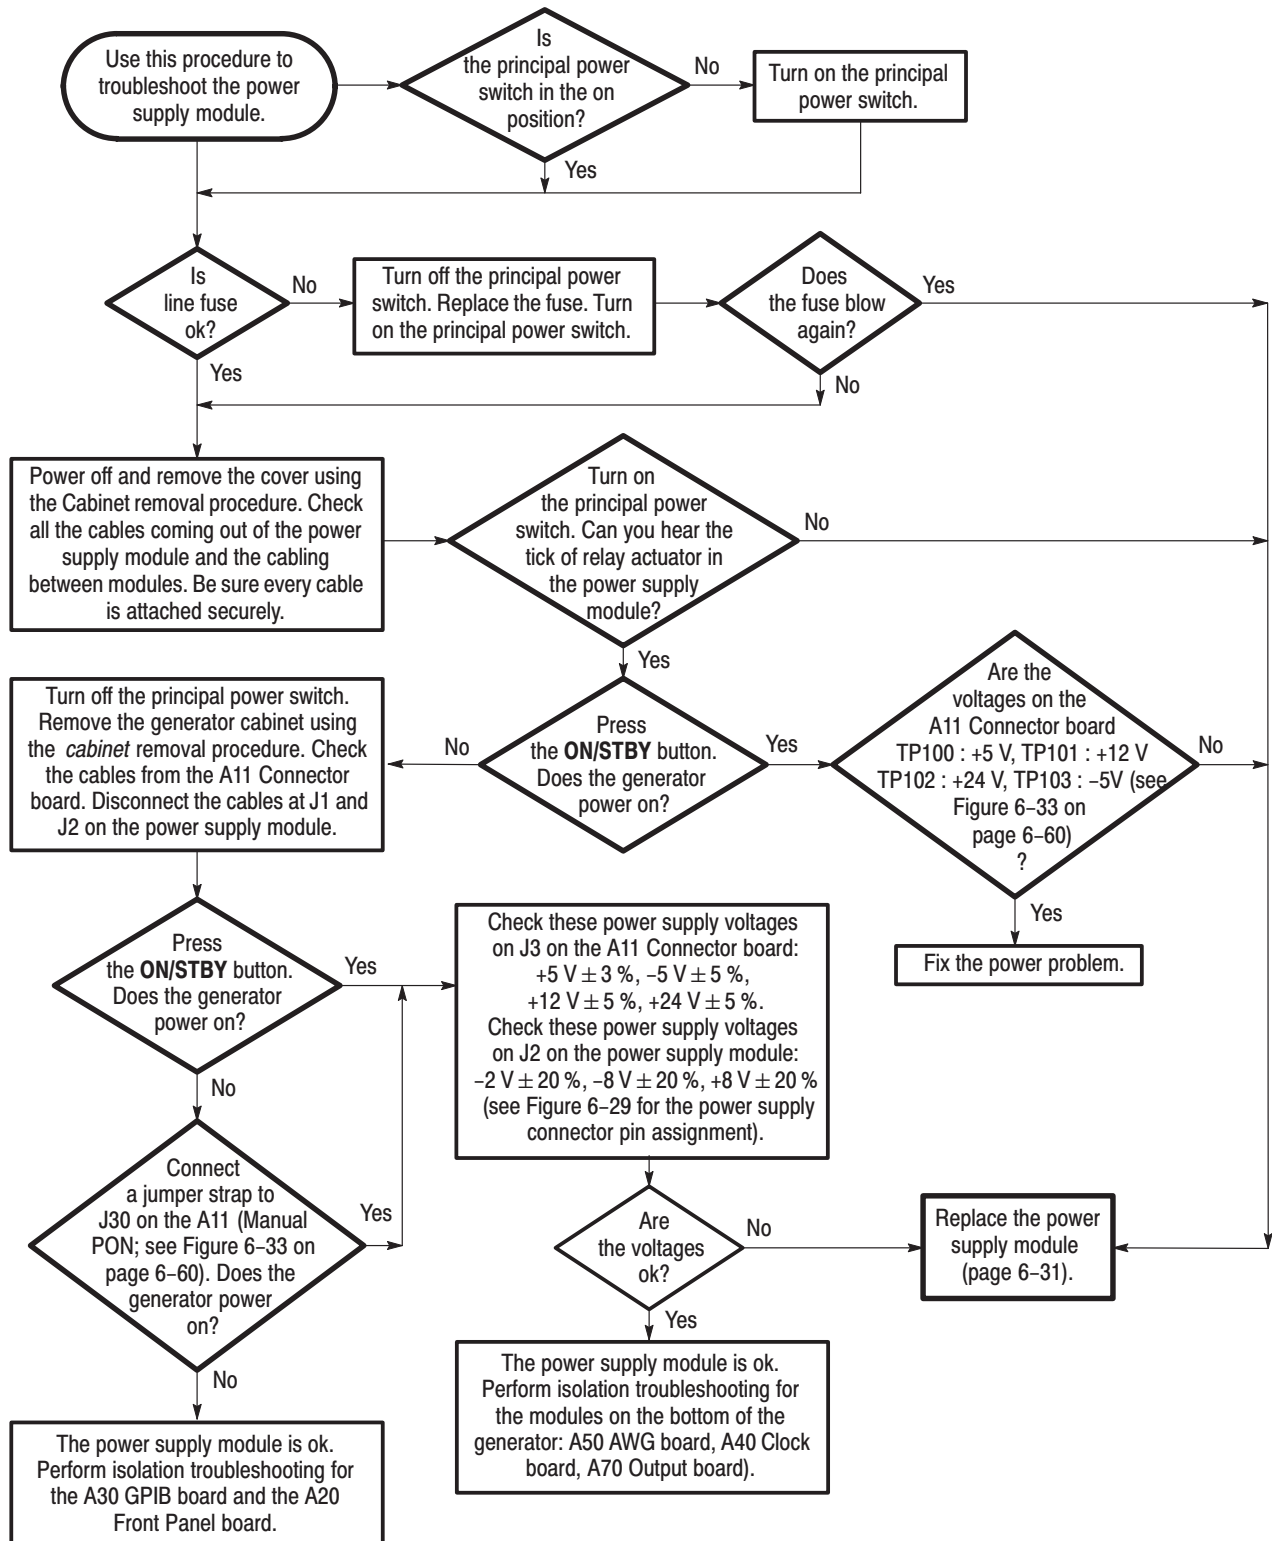 Use this procedure to
troubleshoot the power
supply module.
Is
the principal power
switch in the on
position?
No
Turn on the principal
power switch.
Yes
Is
line fuse
ok?
No
Turn off the principal power
switch. Replace the fuse. Turn
on the principal power switch.
Does
the fuse blow
again?
Yes
Yes
No
Power off and remove the cover using
the Cabinet removal procedure. Check
all the cables coming out of the power
supply module and the cabling
between modules. Be sure every cable
is attached securely.
Turn on
the principal power
switch. Can you hear the
tick of relay actuator in
the power supply
module?
No
Yes
Turn off the principal power switch.
Remove the generator cabinet using
the cabinet removal procedure. Check
the cables from the A11 Connector
board. Disconnect the cables at J1 and
J2 on the power supply module.
No
Press
the ON/STBY button.
Does the generator
power on?
Yes
Are the
voltages on the
A11 Connector board
TP100 : +5 V, TP101 : +12 V
TP102 : +24 V, TP103 : –5V (see
Figure 6–33 on
page 6–60)
?
No
Yes
Fix the power problem.
Press
the ON/STBY button.
Does the generator
power on?
Yes
No
Check these power supply voltages
on J3 on the A11 Connector board:
+5 V ± 3 %, –5 V ± 5 %,
+12 V ± 5 %, +24 V ± 5 %.
Check these power supply voltages
on J2 on the power supply module:
–2 V ± 20 %, –8 V ± 20 %, +8 V ± 20 %
(see Figure 6–29 for the power supply
connector pin assignment).
Connect
a jumper strap to
J30 on the A11 (Manual
PON; see Figure 6–33 on
page 6–60). Does the
generator power
on?
Yes
No
Are
the voltages
ok?
No
Replace the power
supply module
(page 6–31).
Yes
The power supply module is ok.
Perform isolation troubleshooting for
the modules on the bottom of the
generator: A50 AWG board, A40 Clock
board, A70 Output board).
The power supply module is ok.
Perform isolation troubleshooting for
the A30 GPIB board and the A20
Front Panel board.